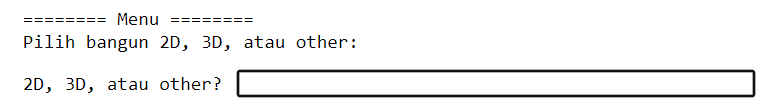 ======== Menu ========
Pilih bangun 2D, 3D, atau other:
2D, 3D, atau other?